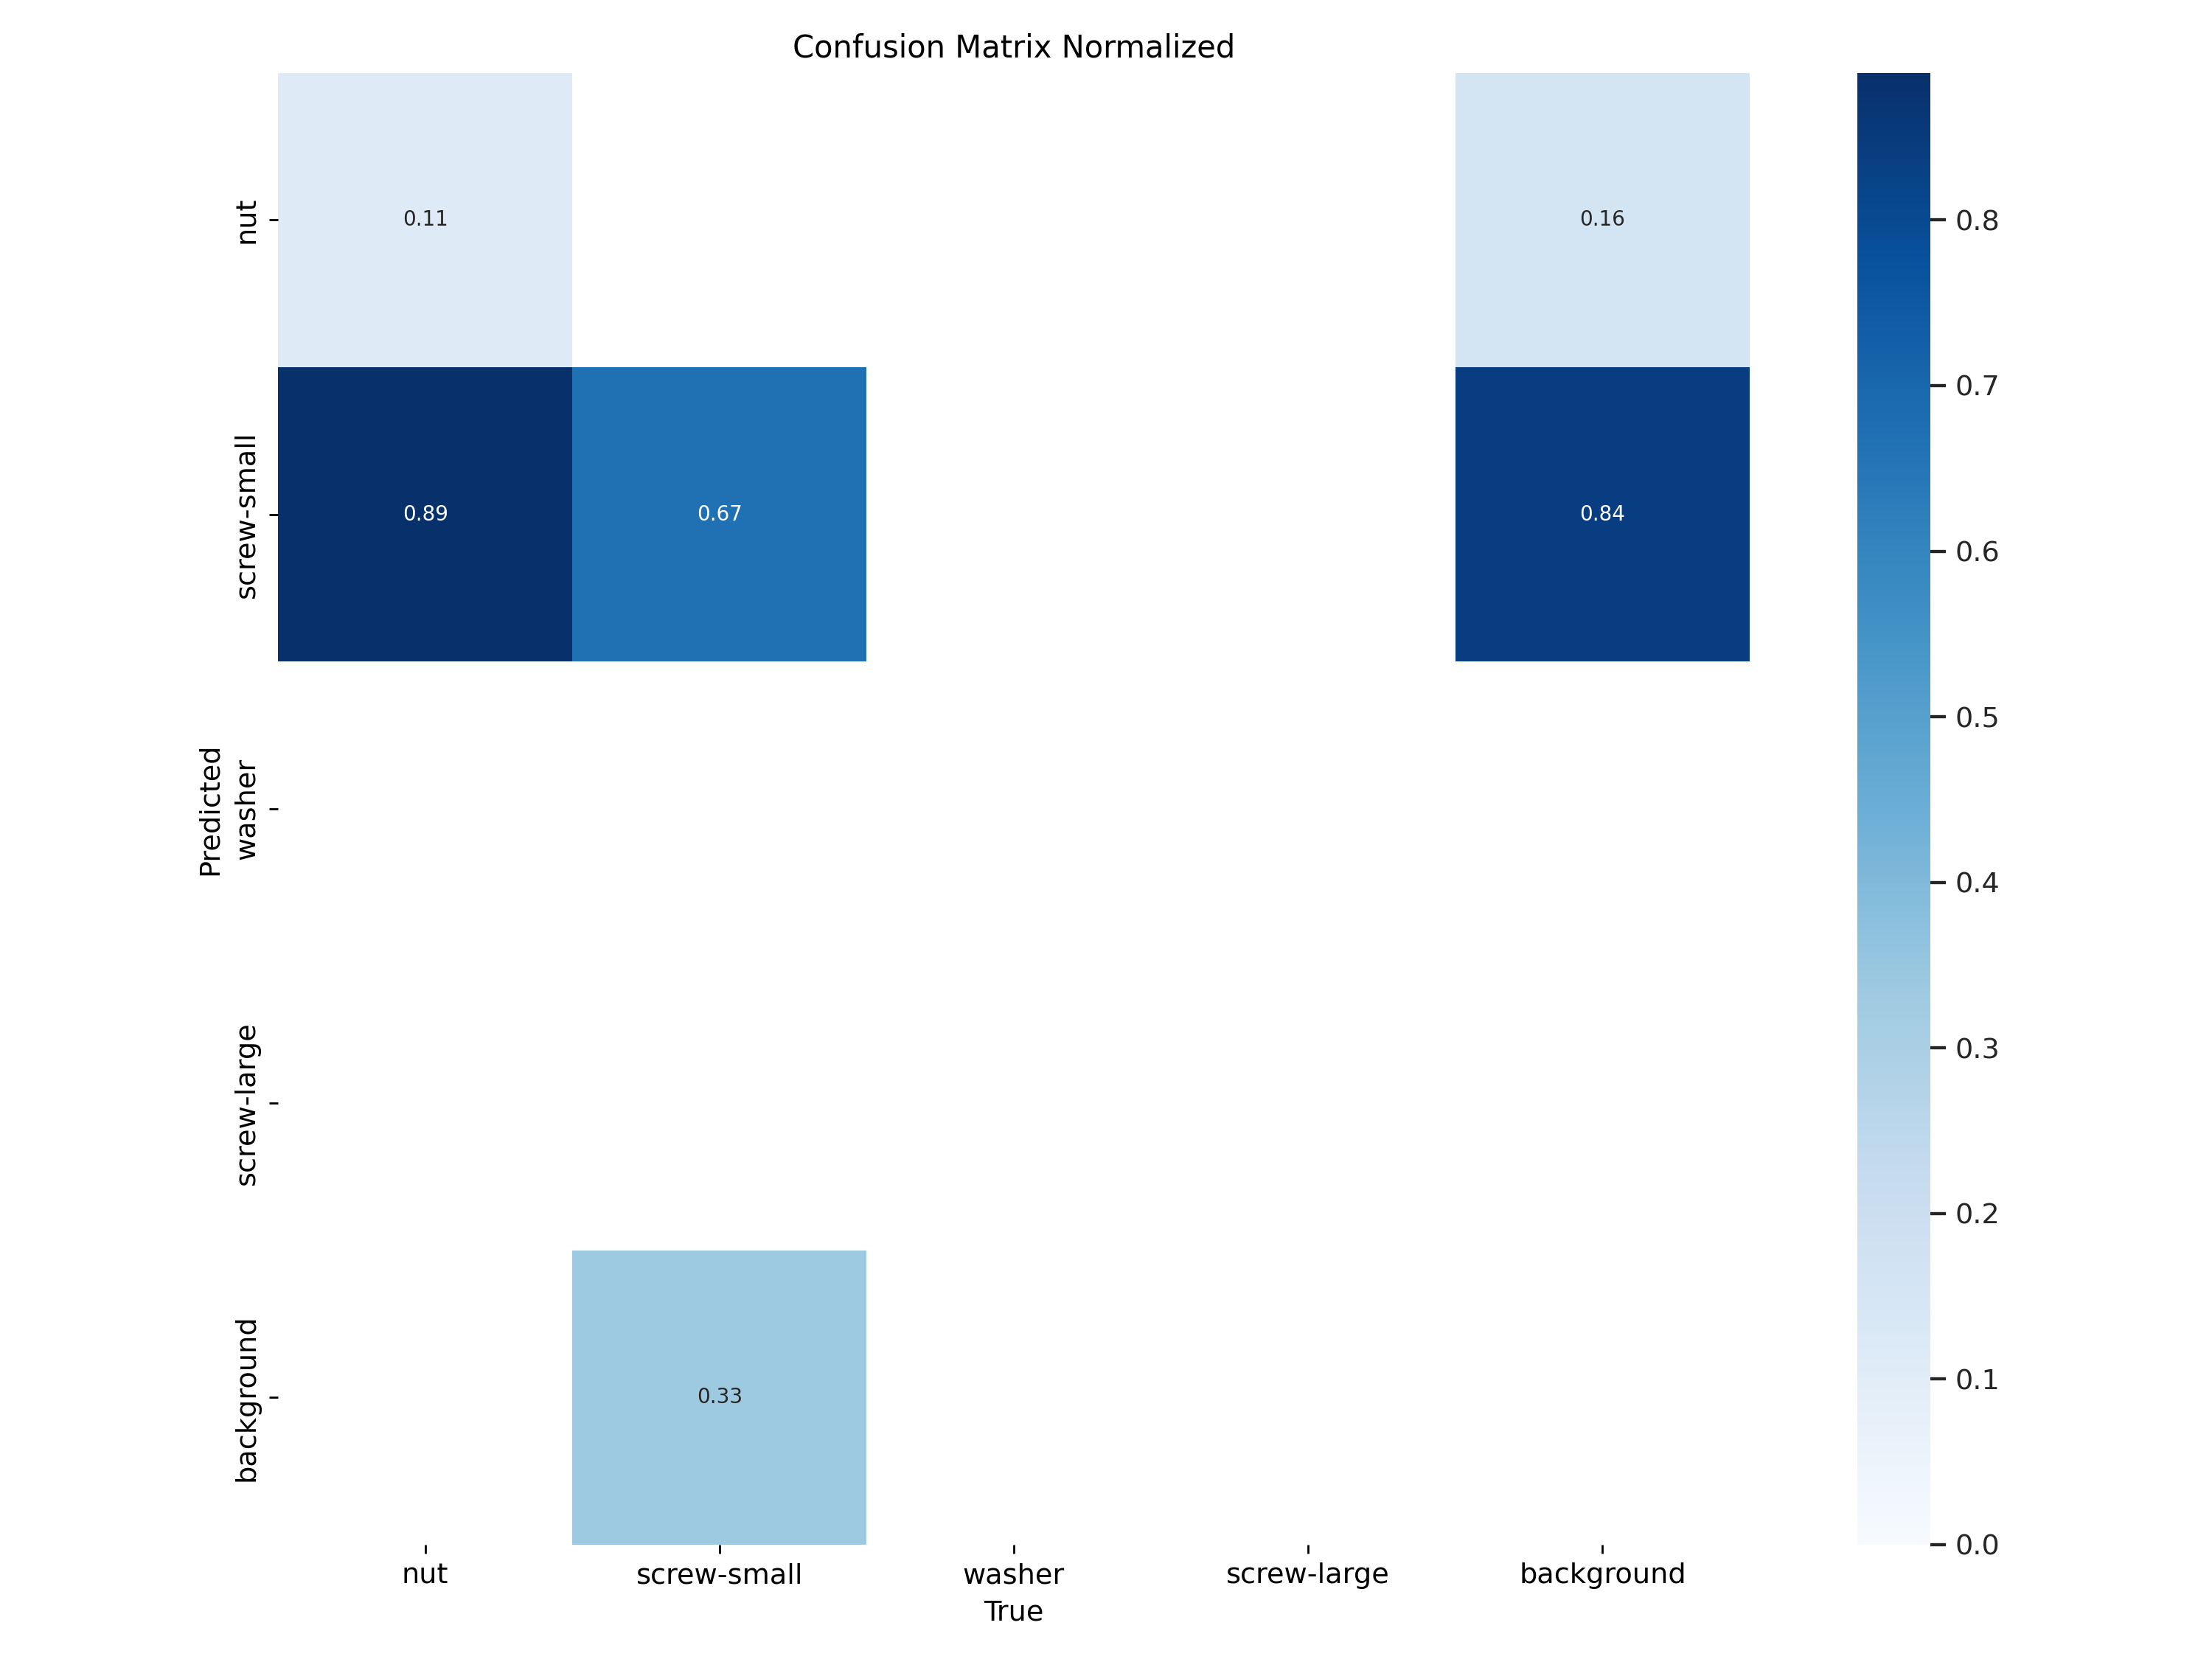 Confusion Matrix Normalized
nut
0.11
0.16
0.8
0.7
screw-small
0.89
0.67
0.84
0.6
0.5
Predicted
washer
0.4
0.3
screw-large
0.2
background
0.33
0.1
0.0
nut
screw-small
washer
screw-large
background
True